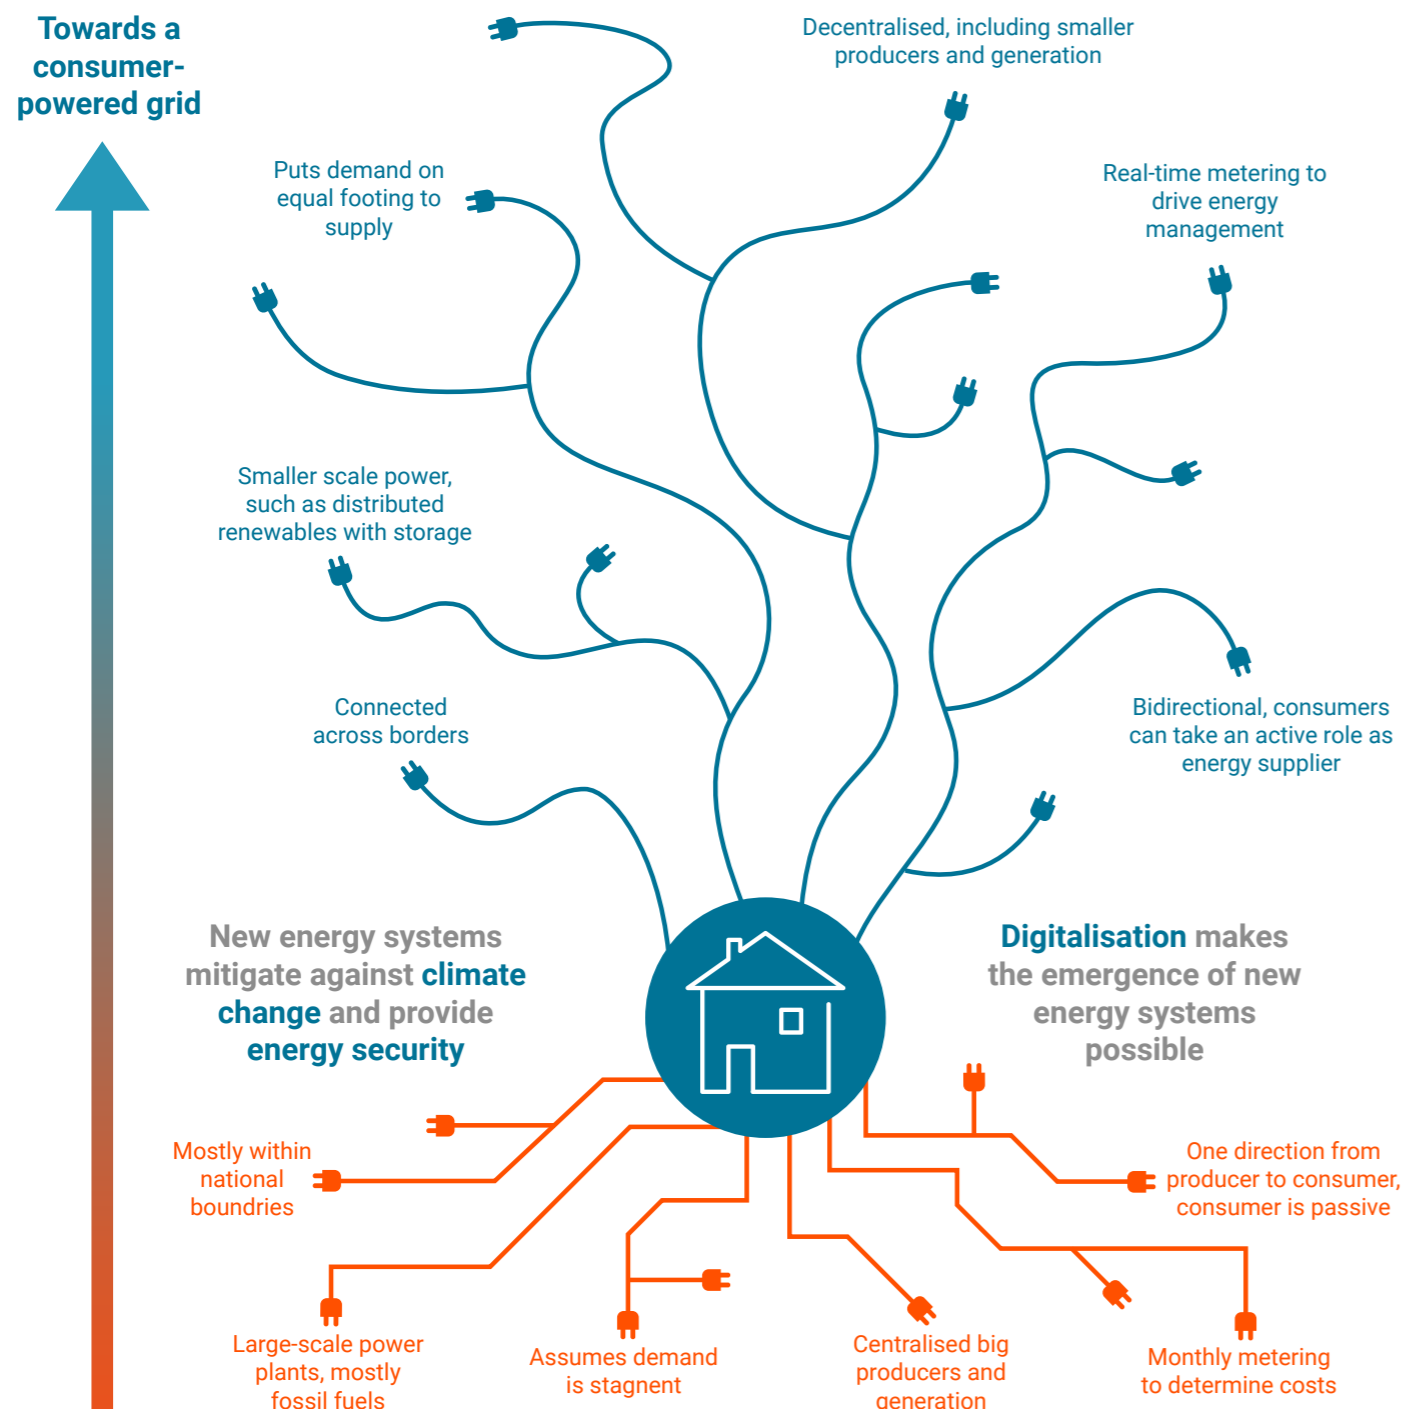 Towards a
consumer-
powered grid
Decentralised, including smaller
producers and generation
Puts demand on
equal footing to
supply
Real-time metering to
drive energy
management
Smaller scale power,
such as distributed
renewables with storage
Connected
across borders
Bidirectional, consumers
can take an active role as
energy supplier
New energy systems
mitigate against climate
change and provide
energy security
Digitalisation makes
the emergence of new
energy systems
possible
Mostly within
national
boundries
One direction from
producer to consumer,
consumer is passive
Large-scale power
plants, mostly
fossil fuels
Assumes demand
is stagnent
Centralised big
producers and
generation
Monthly metering
to determine costs